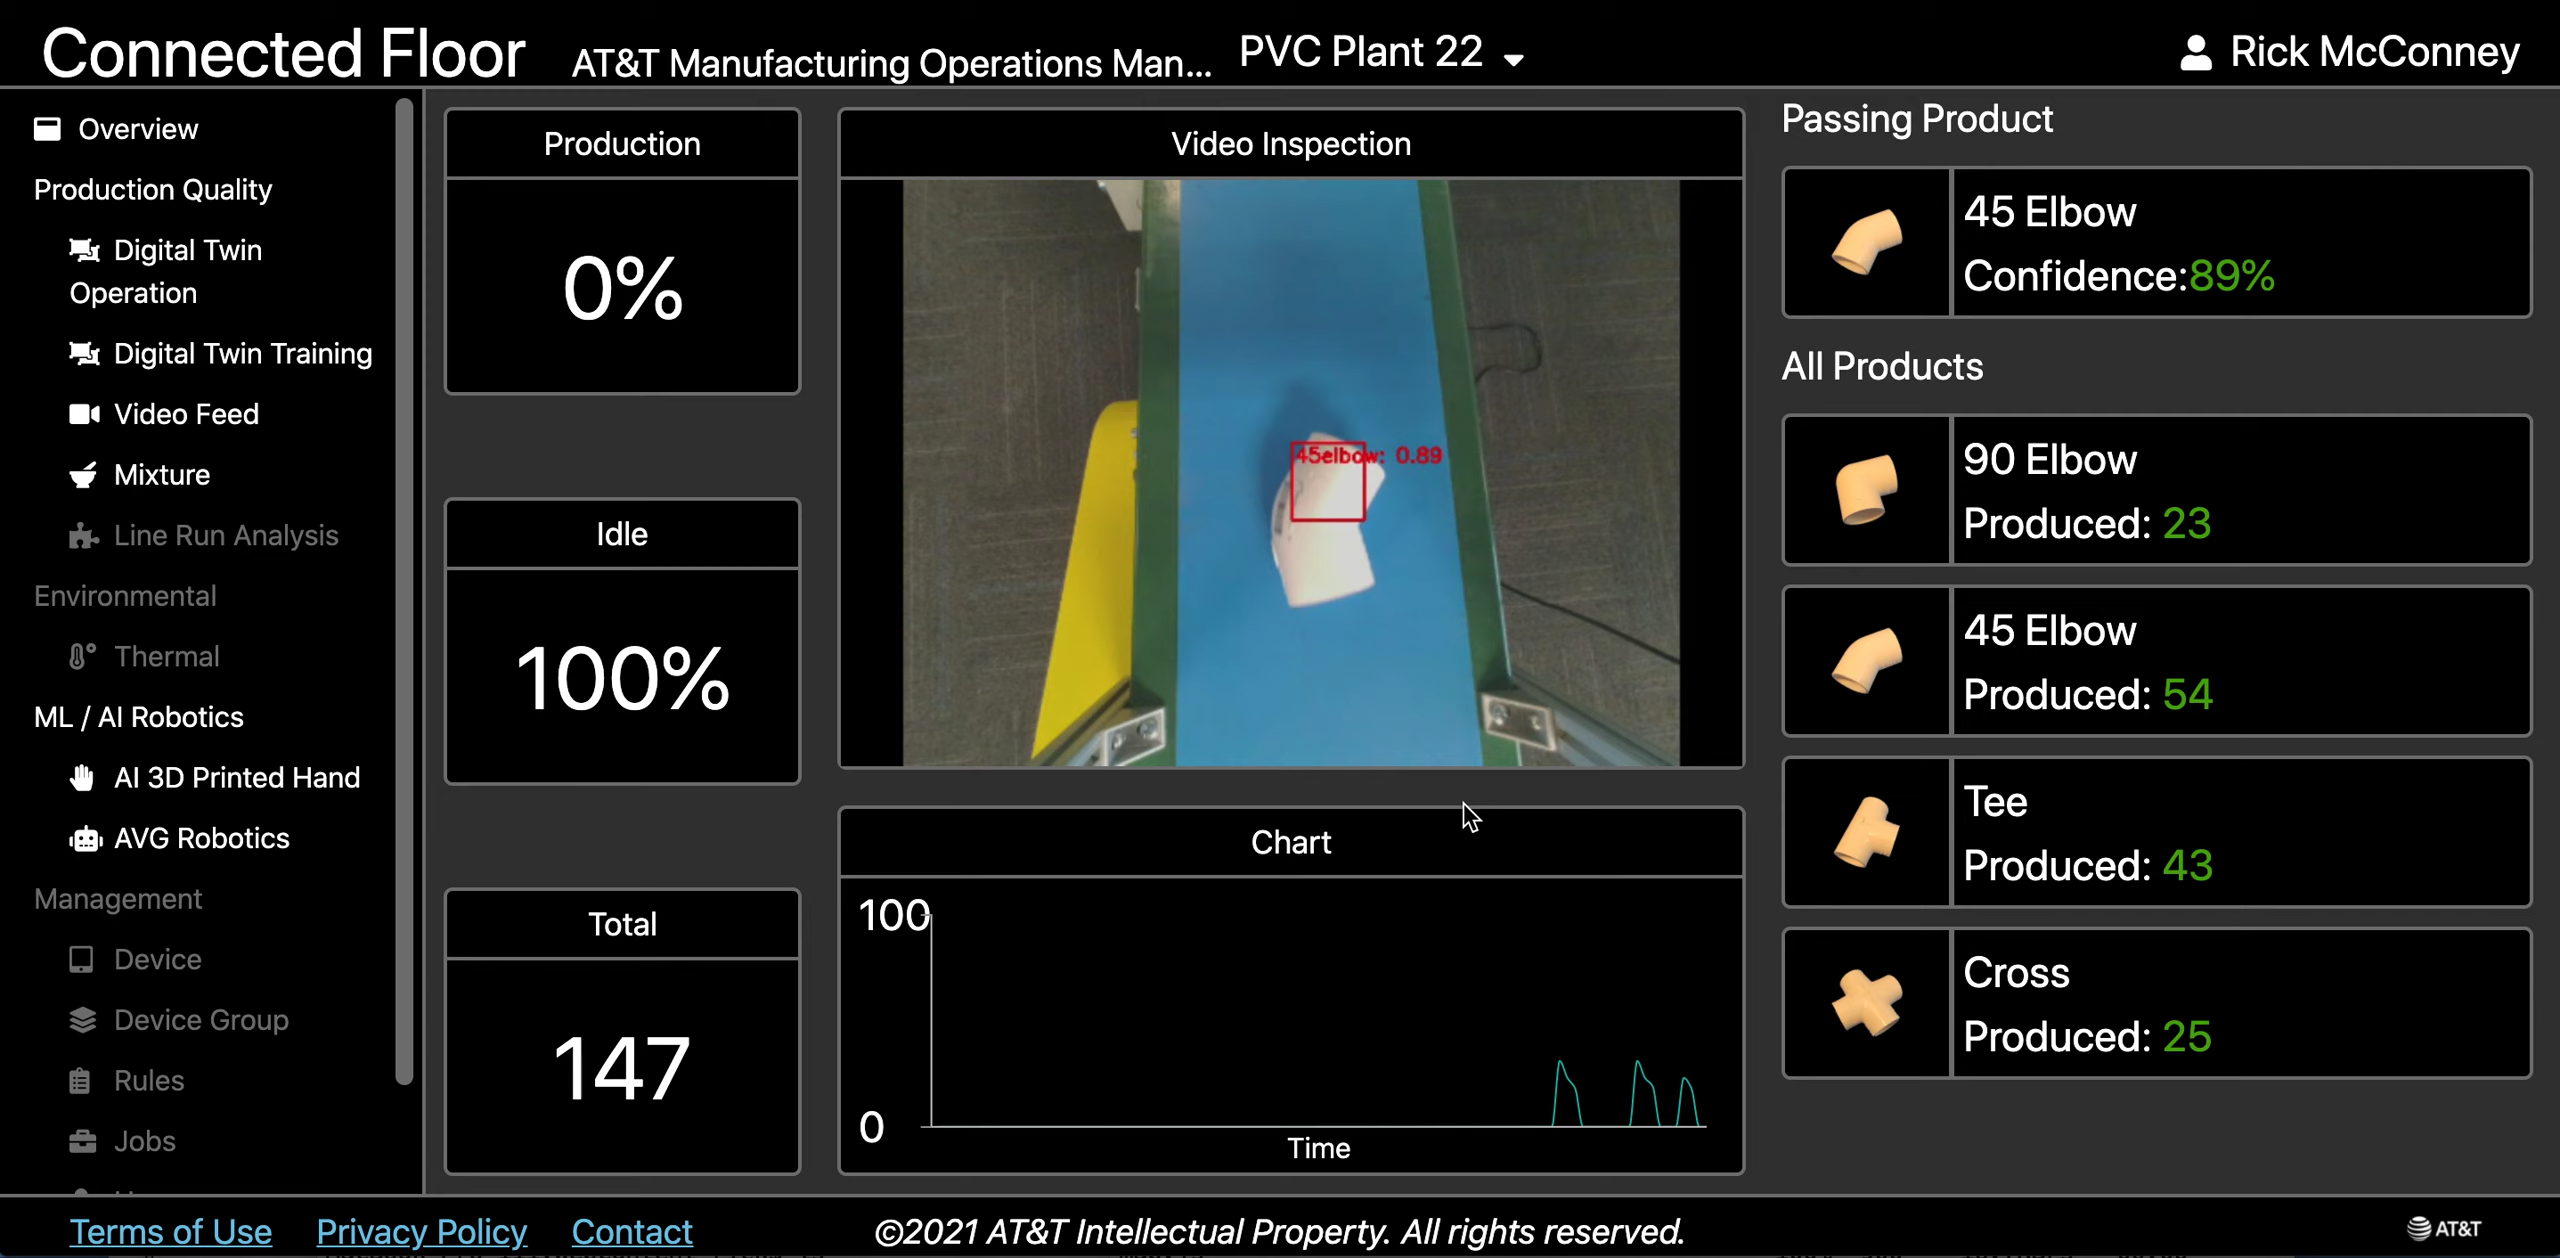 Connected Floor
AT&T Manufacturing Operations Man...
PVC Plant 22
Rick McConney
Overview
Production Quality
Digital Twin
Operation
Digital Twin Training
Video Feed
Mixture
Line Run Analysis
Environmental
Thermal
ML / AI Robotics
AI 3D Printed Hand
AVG Robotics
Management
Device
Device Group
Rules
Jobs
Production
0%
Idle
100%
Total
147
Video Inspection
45elbow: 0.89
Chart
100
0
Time
Passing Product
45 Elbow
Confidence:89%
All Products
90 Elbow
Produced: 23
45 Elbow
Produced: 54
Tee
Produced: 43
Cross
Produced: 25
Terms of Use
Privacy Policy
Contact
©2021 AT&T Intellectual Property. All rights reserved.
AT&T